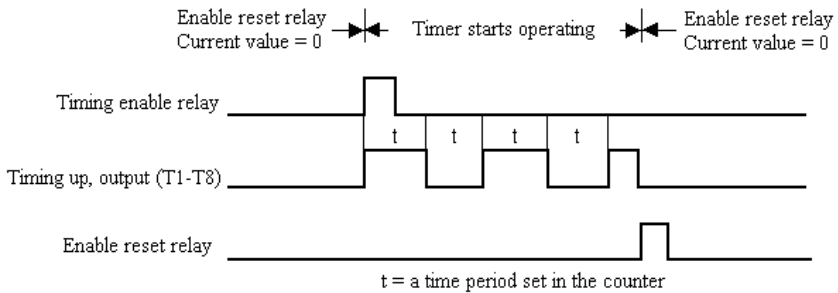 Enable reset relay
Current value = 0
Timer starts operating
Enable reset relay
Current value = 0
Timing enable relay
t
t
t
t
Timing up, output (T1-T8)
Enable reset relay
t = a time period set in the counter